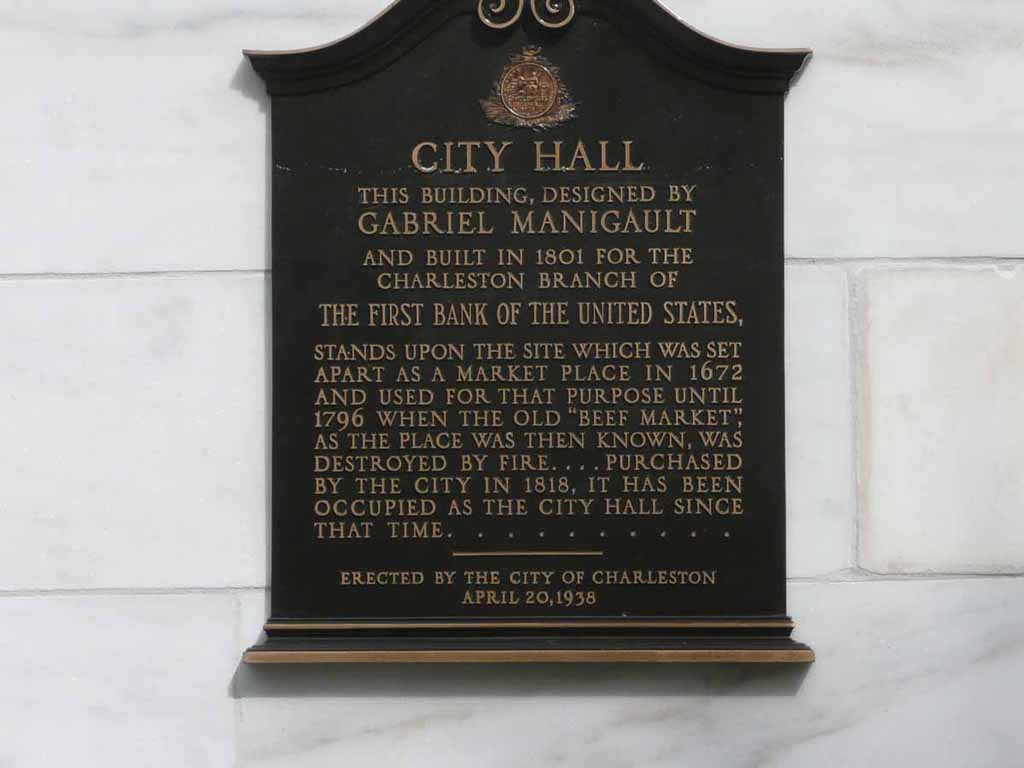 CITY HALL
THIS BUILDING, DESIGNED BY
GABRIEL MANIGAULT
AND BUILT IN 1801 FOR THE
CHARLESTON BRANCH OF
THE FIRST BANK OF THE UNITED STATES,
STANDS UPON THE SITE WHICH WAS SET
APART AS A MARKET PLACE IN 1672
AND USED FOR THAT PURPOSE UNTIL
1796 WHEN THE OLD "BEEF MARKET",
AS THE PLACE WAS THEN KNOWN, WAS
DESTROYED BY FIRE....PURCHASED
BY THE CITY IN 1818, IT HAS BEEN
OCCUPIED AS THE CITY HALL SINCE
THAT TIME. . . . . . . . . . .
ERECTED BY THE CITY OF CHARLESTON
APRIL 20, 1938